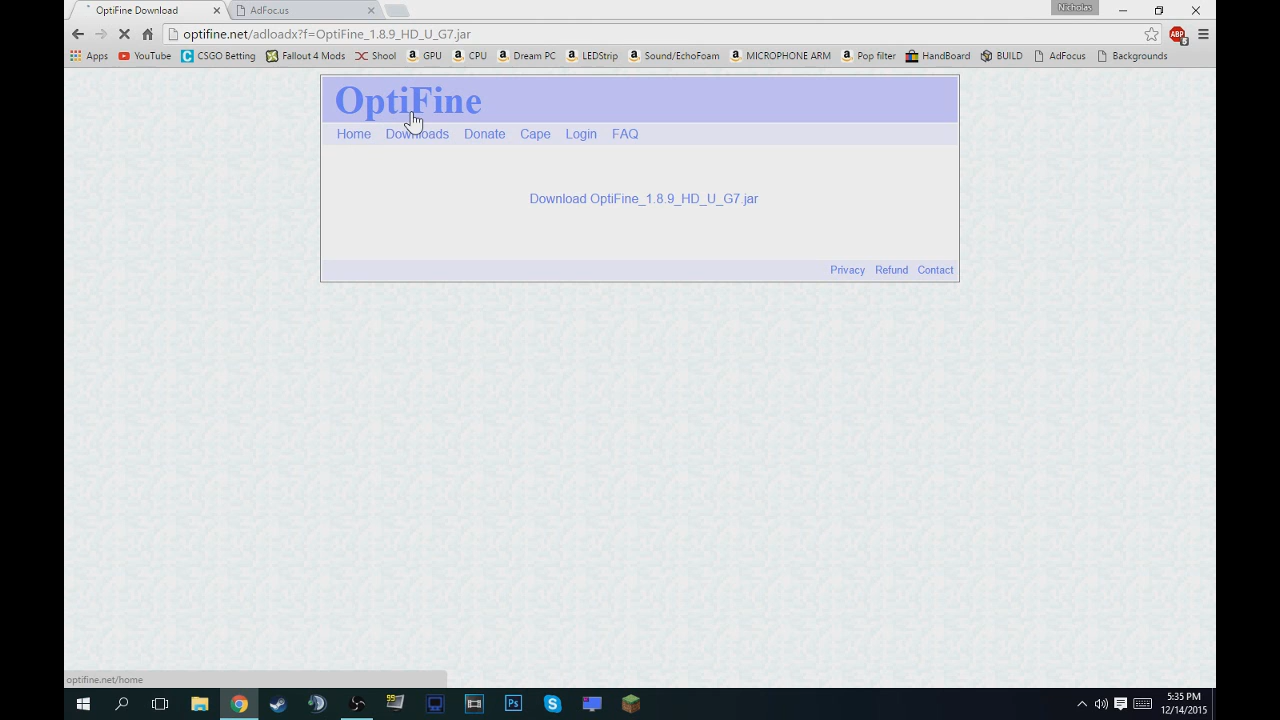 OptiFine Download
AdFoc.us
Nicholas
optifine.net/adloadx?f=OptiFine_1.8.9_HD_U_G7.jar
ABP
Apps YouTube CSGO Betting Fallout 4 Mods Shool GPU CPU Dream PC LEDStrip Sound/EchoFoam MICROPHONE ARM Pop filter HandBoard BUILD AdFocus Backgrounds
OptiFine
Home Downloads Donate Cape Login FAQ
Download OptiFine_1.8.9_HD_U_G7.jar
Privacy Refund Contact
optifine.net/home
99
Ps
5:35 PM
12/14/2015